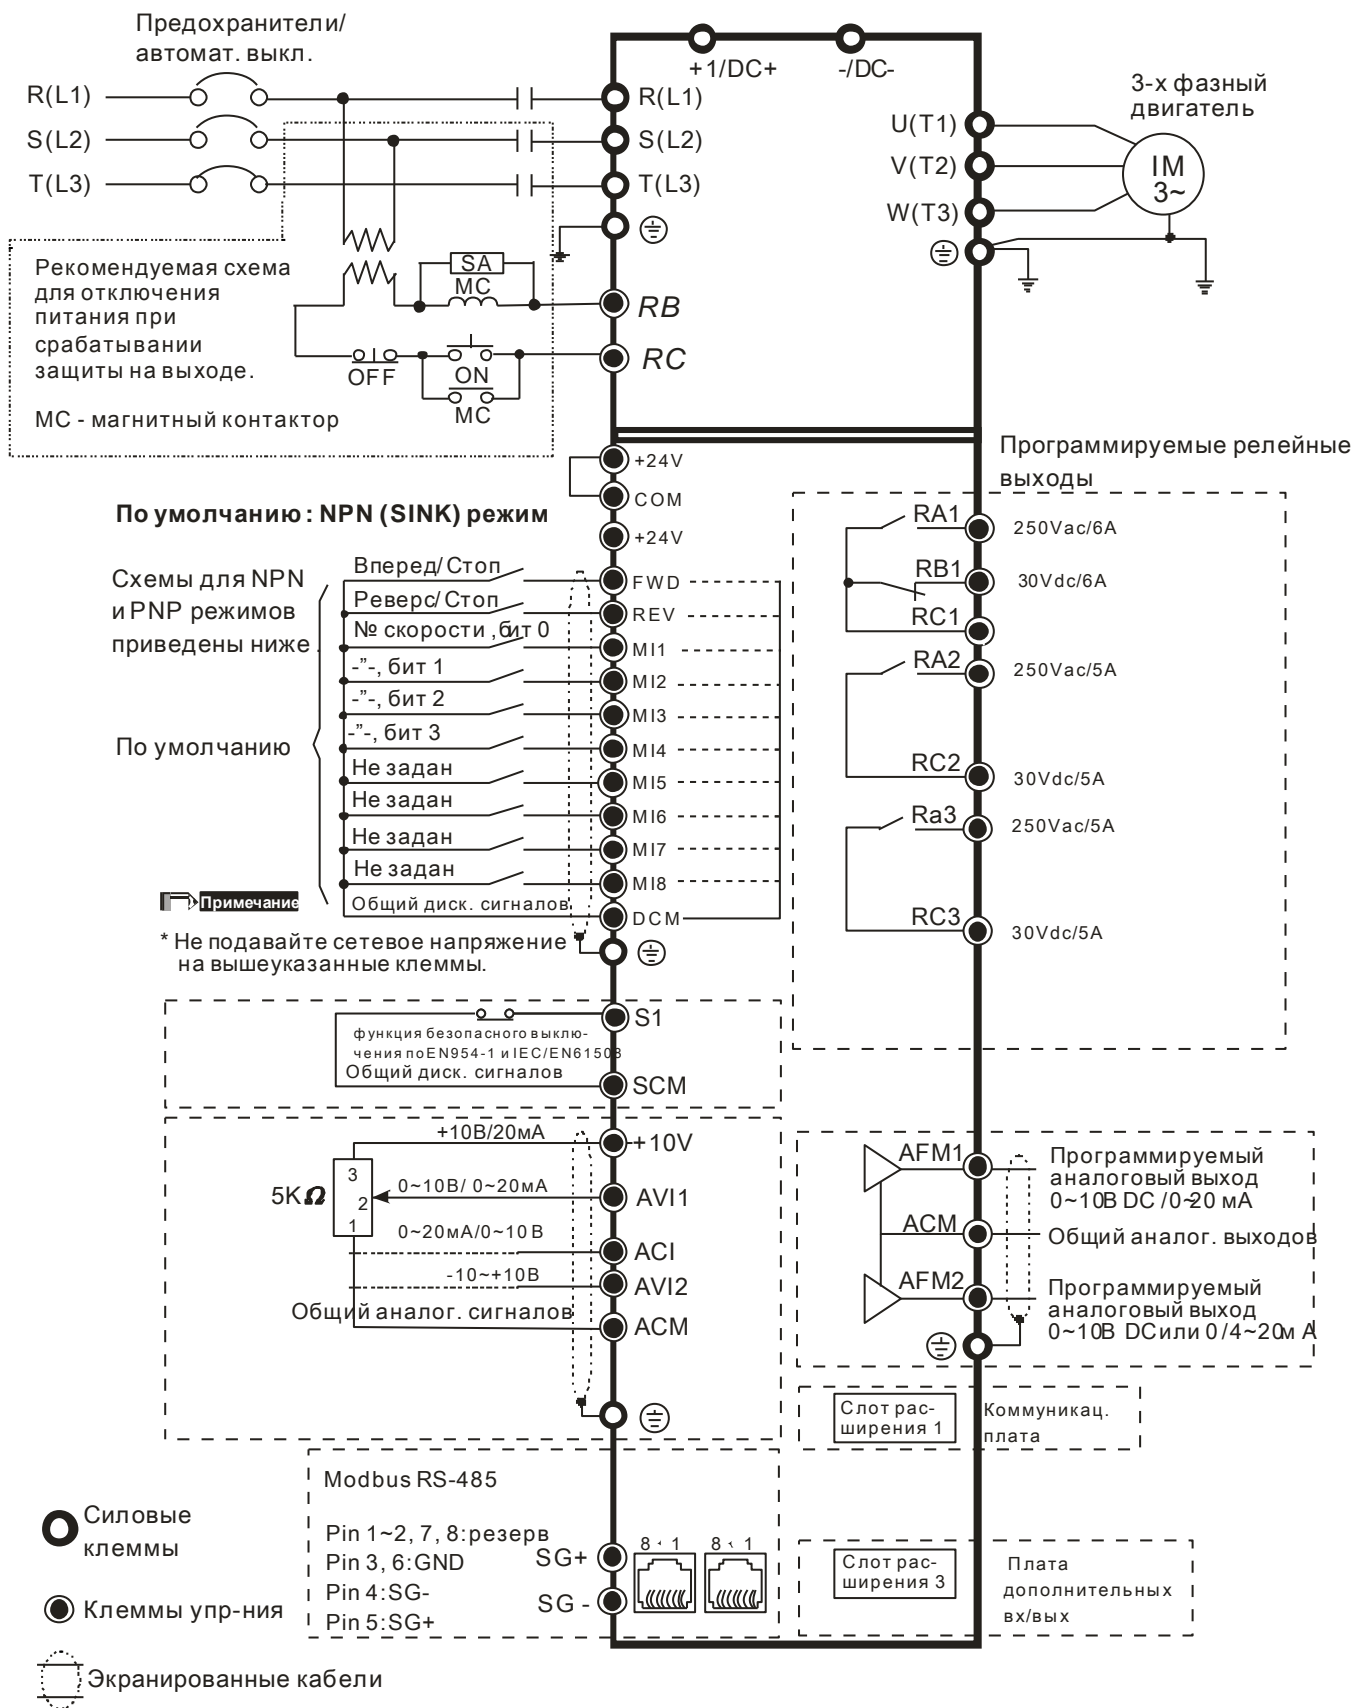 Предохранители/
автомат. выкл.
+1/DC+
-/DC-
R(L1)
R(L1)
S(L2)
S(L2)
T(L3)
T(L3)
U(T1)
V(T2)
W(T3)
3-х фазный
двигатель
IM
3~
Рекомендуемая схема
для отключения
питания при
срабатывании
защиты на выходе.
МС - магнитный контактор
SA
MC
RB
OFF
ON
MC
RC
+24V
COM
+24V
По умолчанию: NPN (SINK) режим
Схемы для NPN
и PNP режимов
приведены ниже.
По умолчанию
Вперед/Стоп
FWD
Реверс/Стоп
REV
№ скорости, бит 0
MI1
-”-, бит 1
MI2
-”-, бит 2
MI3
-”-, бит 3
MI4
Не задан
MI5
Не задан
MI6
Не задан
MI7
Не задан
MI8
Общий диск. сигналов
DCM
Примечание
* Не подавайте сетевое напряжение
на вышеуказанные клеммы.
Программируемые релейные
выходы
RA1
250Vac/6A
RB1
30Vdc/6A
RC1
RA2
250Vac/5A
RC2
30Vdc/5A
Ra3
250Vac/5A
RC3
30Vdc/5A
S1
функция безопасного выклю-
чения по EN954-1 и IEC/EN61508
Общий диск. сигналов
SCM
+10В/20мА
+10V
3
5KΩ
2
1
0~10В/ 0~20мА
AVI1
0~20мА/0~10В
ACI
-10~+10В
AVI2
Общий аналог. сигналов
ACM
AFM1
Программируемый
аналоговый выход
0~10В DC /0~20 мА
ACM
Общий аналог. выходов
AFM2
Программируемый
аналоговый выход
0~10В DC или 0/4~20м А
Слот рас-
ширения 1
Коммуникац.
плата
Modbus RS-485
Pin 1~2, 7, 8:резерв
Pin 3, 6:GND
Pin 4:SG-
Pin 5:SG+
SG+
SG -
8 ‹ 1
8 ‹ 1
Слот рас-
ширения 3
Плата
дополнительных
вх/вых
Силовые
клеммы
Клеммы упр-ния
Экранированные кабели